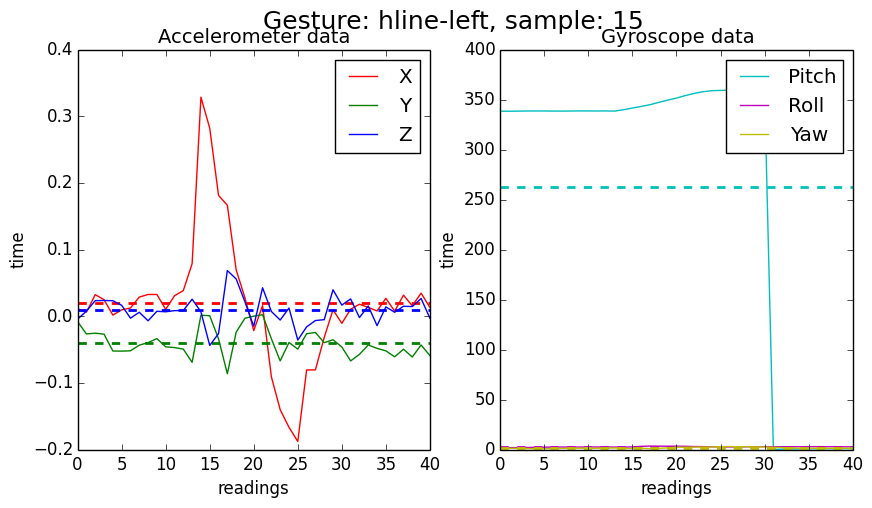 Gesture: hline-left, sample: 15
Accelerometer data
0.4
0.3
0.2
0.1
0.0
−0.1
−0.2
time
0
5
10
15
20
25
30
35
40
readings
X
Y
Z
Gyroscope data
400
350
300
250
200
150
100
50
0
time
0
5
10
15
20
25
30
35
40
readings
Pitch
Roll
Yaw